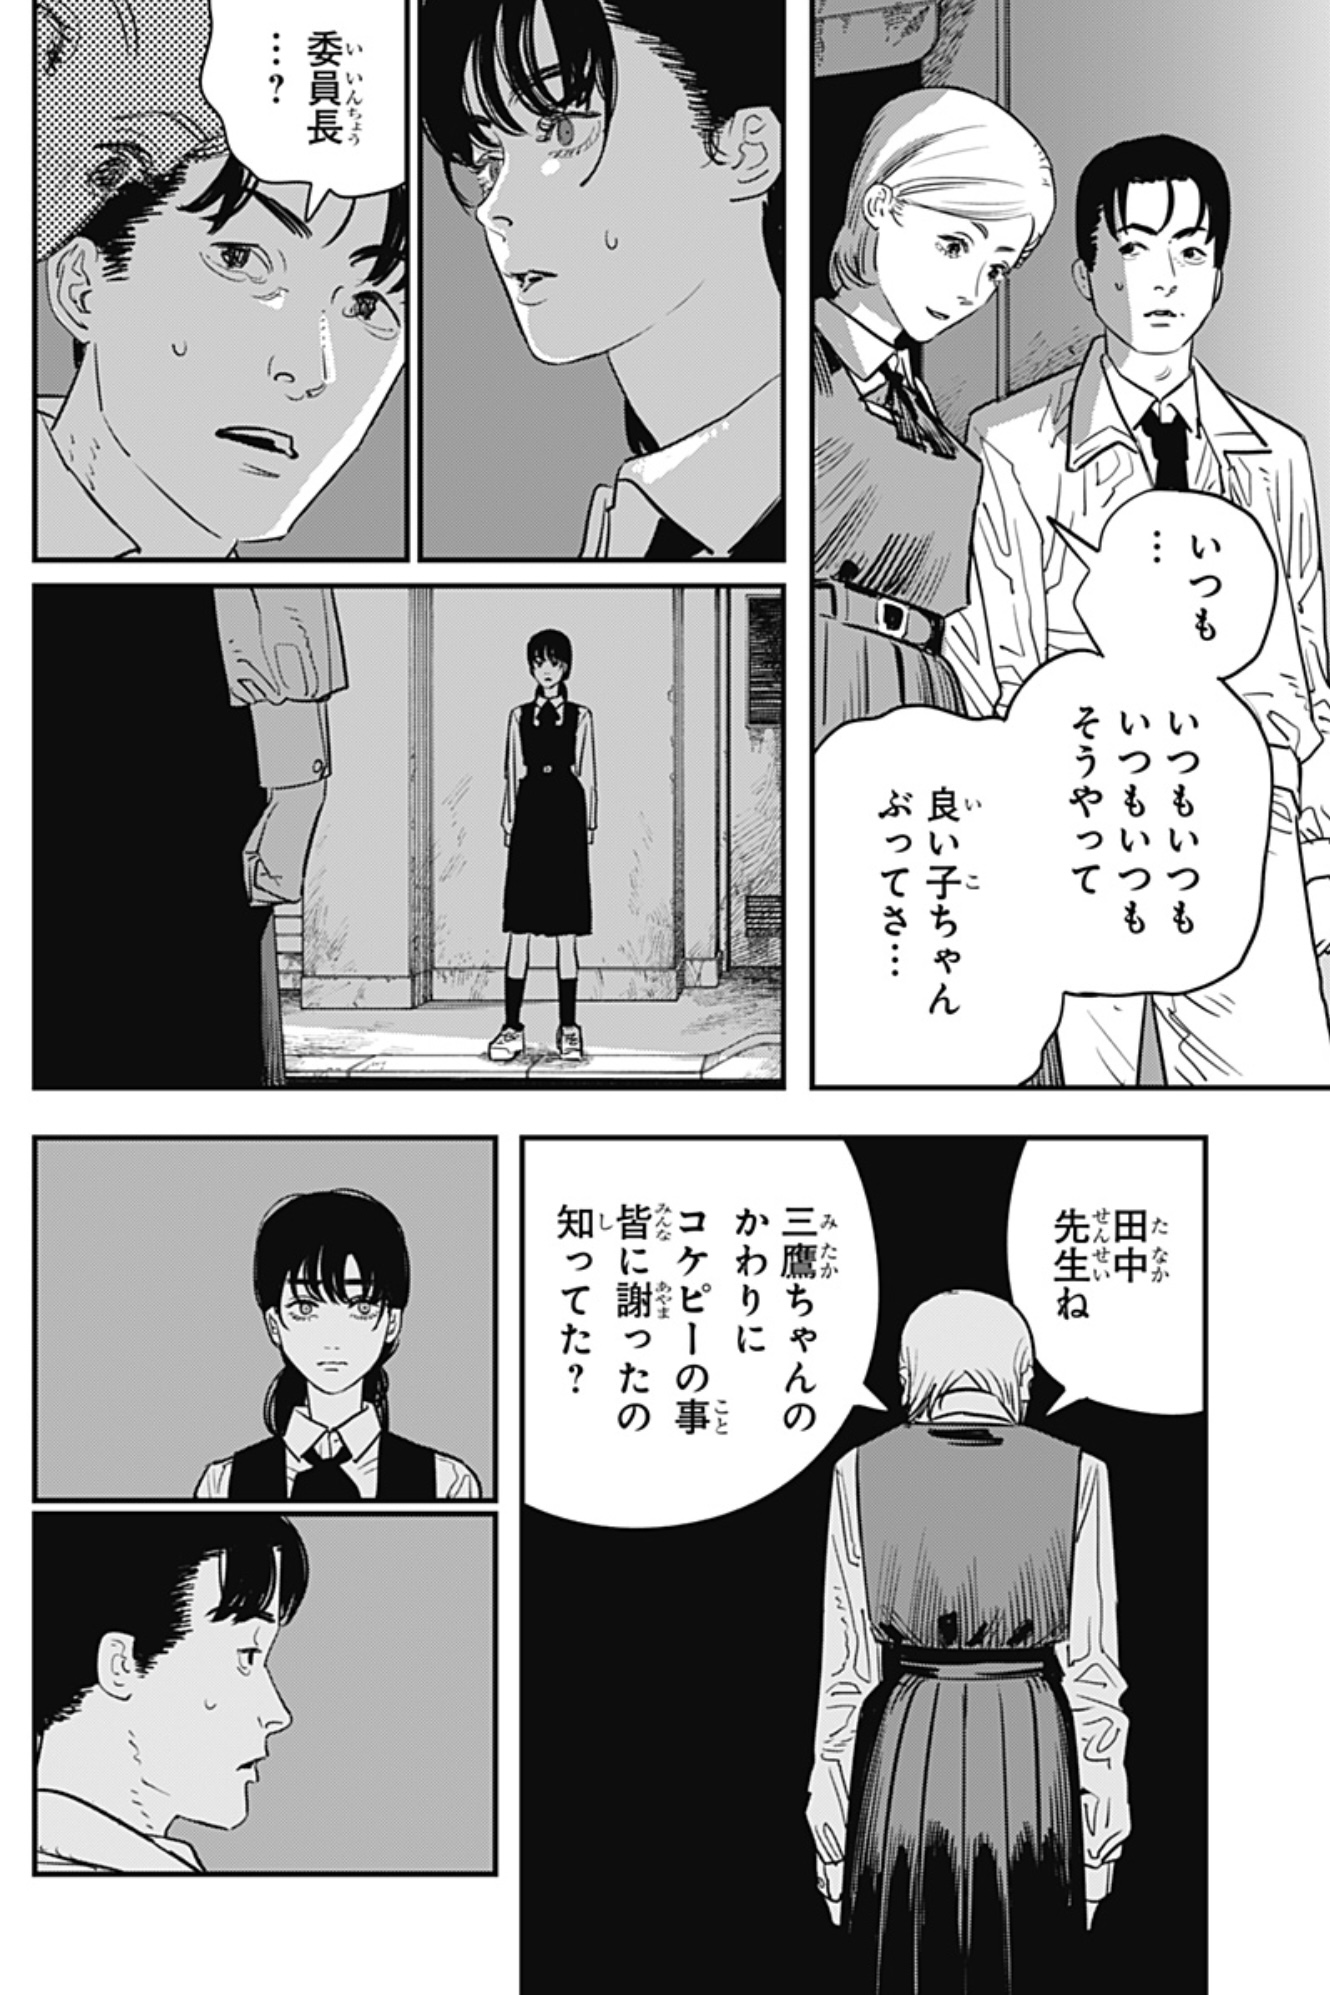 いつも
…
いつもいつも
いつもいつも
そうやって
良い子ちゃん
ぶってさ…
委員長
…?
田中
先生ね
三鷹ちゃんの
かわりに
コケピーの事
皆に謝ったの
知ってた?